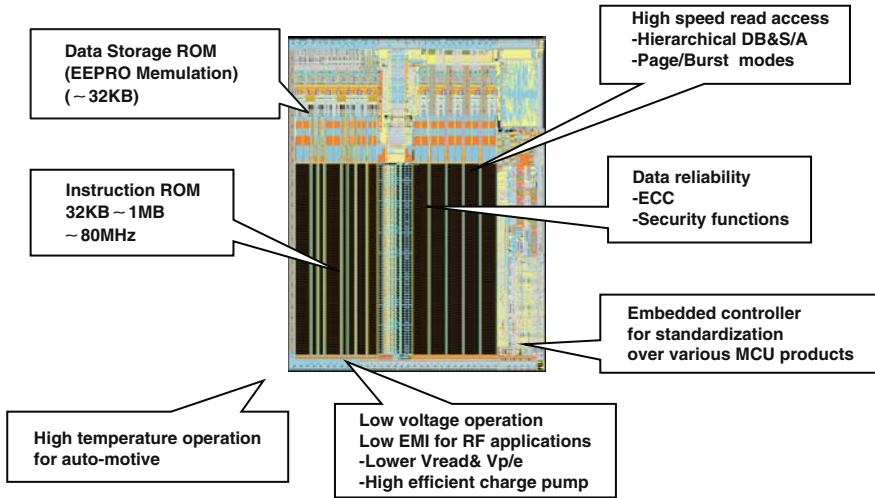 Data Storage ROM
(EEPRO Memulation)
(~32KB)
High speed read access
-Hierarchical DB&S/A
-Page/Burst modes
Instruction ROM
32KB~1MB
~80MHz
Data reliability
-ECC
-Security functions
Embedded controller
for standardization
over various MCU products
High temperature operation
for auto-motive
Low voltage operation
Low EMI for RF applications
-Lower Vread& Vp/e
-High efficient charge pump